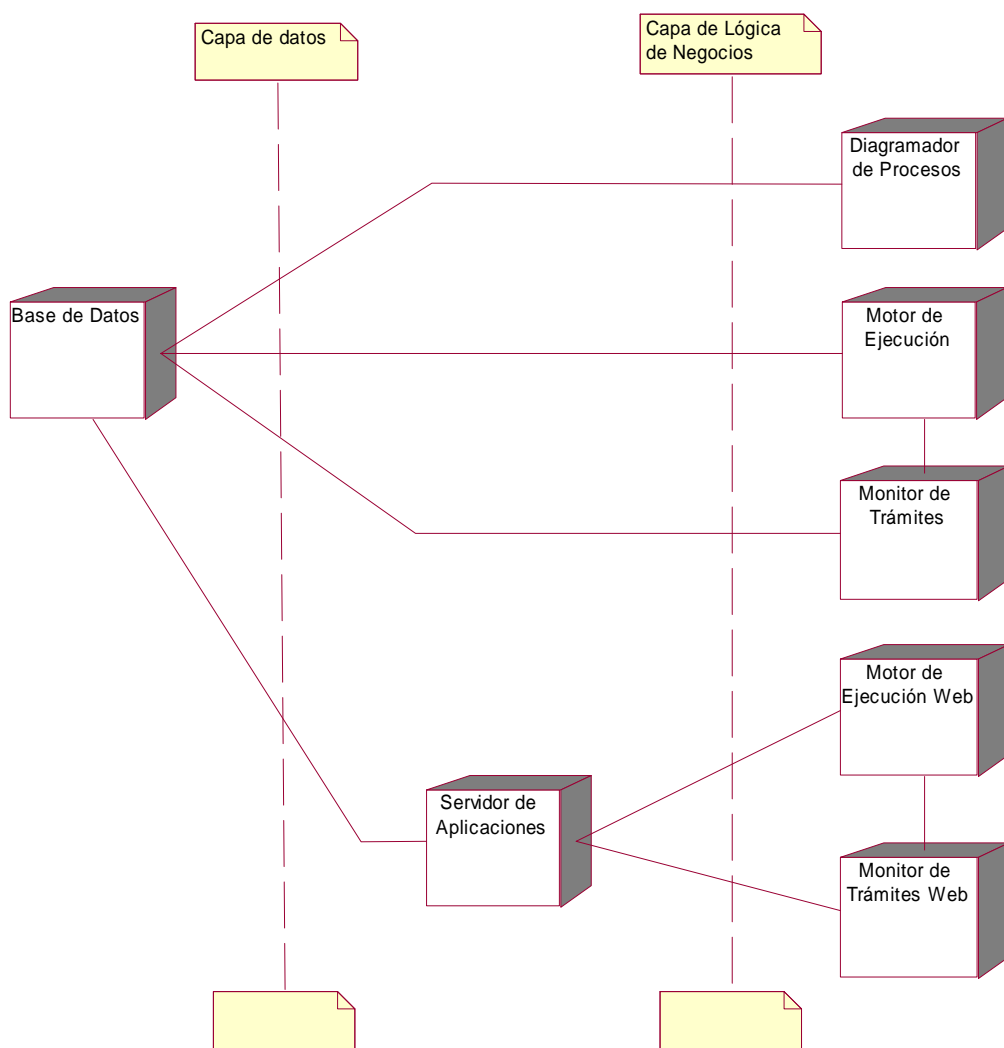 Capa de datos
Capa de Lógica
de Negocios
Diagramador
de Procesos
Base de Datos
Motor de
Ejecución
Monitor de
Trámites
Motor de
Ejecución Web
Servidor de
Aplicaciones
Monitor de
Trámites Web